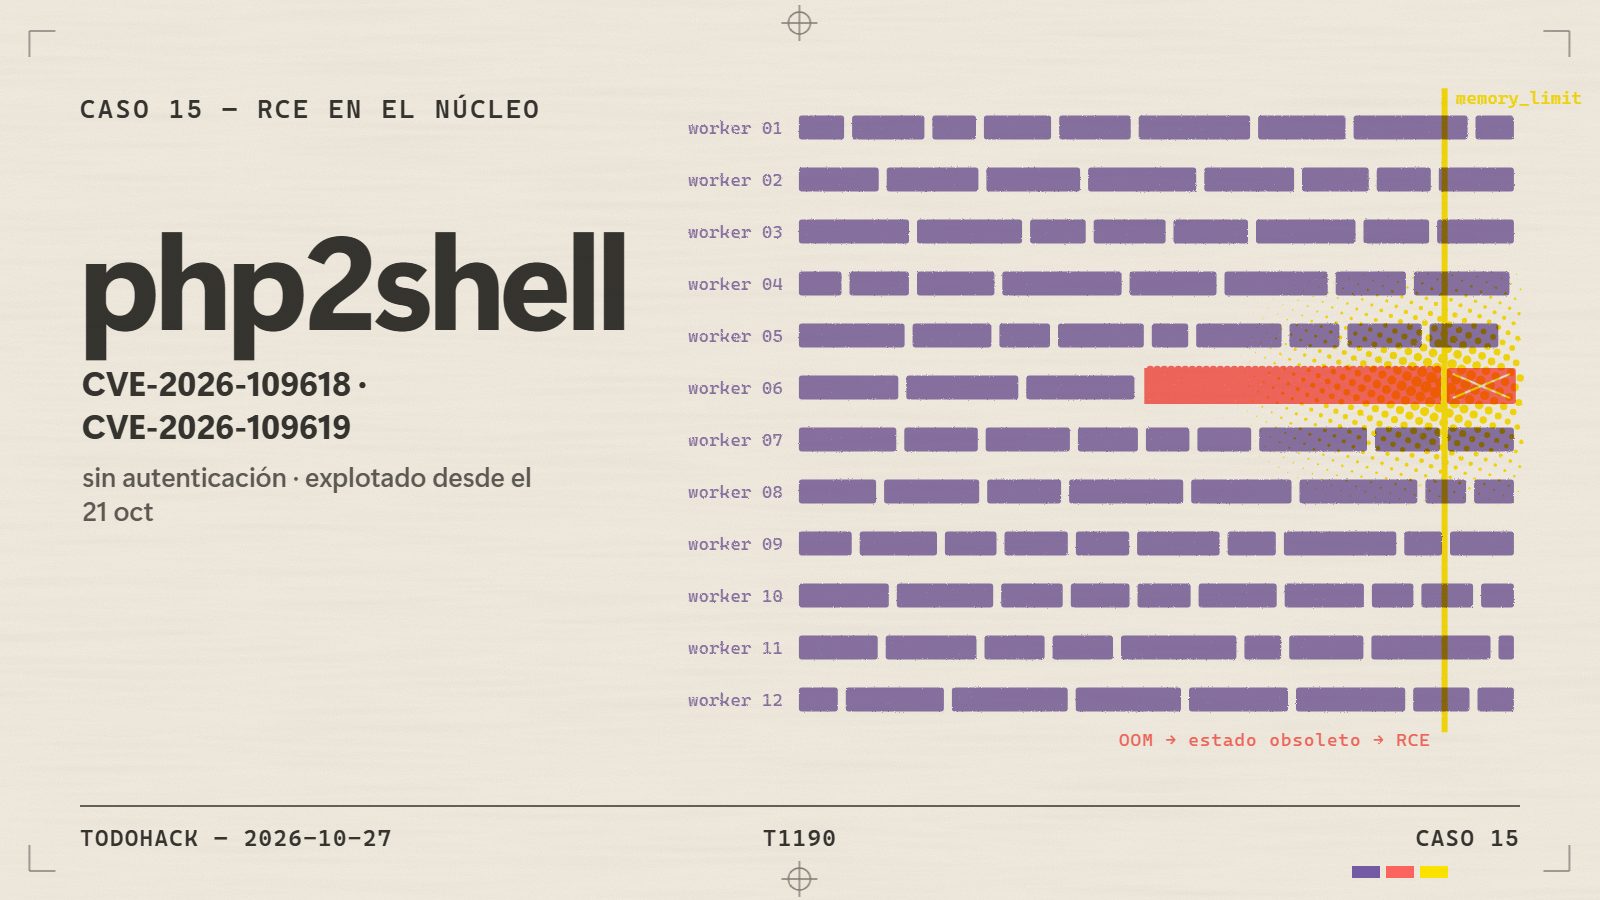 CASO 15 — RCE EN EL NÚCLEO
php2shell
CVE-2026-109618 ·
CVE-2026-109619
sin autenticación · explotado desde el
21 oct
memory_limit
worker 01
worker 02
worker 03
worker 04
worker 05
worker 06
worker 07
worker 08
worker 09
worker 10
worker 11
worker 12
OOM → estado obsoleto → RCE
TODOHACK — 2026-10-27
T1190
CASO 15